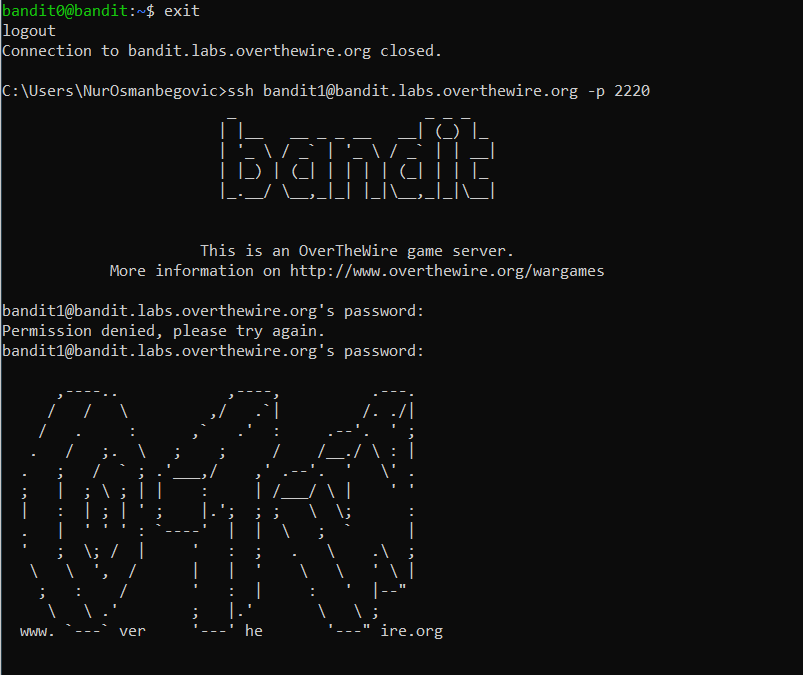 bandit0@bandit:~$ exit
logout
Connection to bandit.labs.overthewire.org closed.
C:\Users\NurOsmanbegovic>ssh bandit1@bandit.labs.overthewire.org -p 2220
bandit
This is an OverTheWire game server.
More information on http://www.overthewire.org/wargames
bandit1@bandit.labs.overthewire.org's password:
Permission denied, please try again.
bandit1@bandit.labs.overthewire.org's password:
OTW
www. ver he ire.org